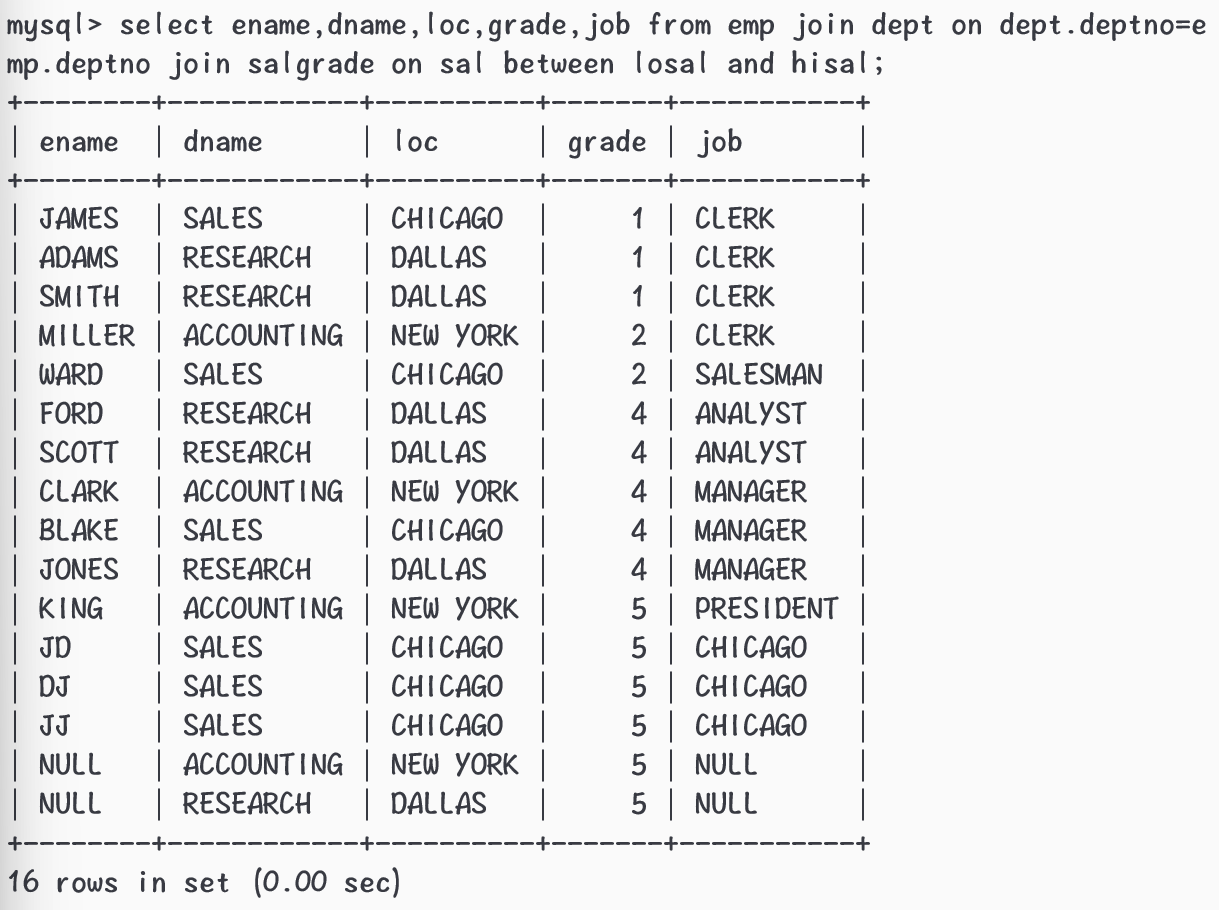 mysql> select ename,dname,loc,grade,job from emp join dept on dept.deptno=e
mp.deptno join salgrade on sal between losal and hisal;
+--------+------------+----------+-------+-----------+
| ename  | dname      | loc      | grade | job       |
+--------+------------+----------+-------+-----------+
| JAMES  | SALES      | CHICAGO  |     1 | CLERK     |
| ADAMS  | RESEARCH   | DALLAS   |     1 | CLERK     |
| SMITH  | RESEARCH   | DALLAS   |     1 | CLERK     |
| MILLER | ACCOUNTING | NEW YORK |     2 | CLERK     |
| WARD   | SALES      | CHICAGO  |     2 | SALESMAN  |
| FORD   | RESEARCH   | DALLAS   |     4 | ANALYST   |
| SCOTT  | RESEARCH   | DALLAS   |     4 | ANALYST   |
| CLARK  | ACCOUNTING | NEW YORK |     4 | MANAGER   |
| BLAKE  | SALES      | CHICAGO  |     4 | MANAGER   |
| JONES  | RESEARCH   | DALLAS   |     4 | MANAGER   |
| KING   | ACCOUNTING | NEW YORK |     5 | PRESIDENT |
| JD     | SALES      | CHICAGO  |     5 | CHICAGO   |
| DJ     | SALES      | CHICAGO  |     5 | CHICAGO   |
| JJ     | SALES      | CHICAGO  |     5 | CHICAGO   |
| NULL   | ACCOUNTING | NEW YORK |     5 | NULL      |
| NULL   | RESEARCH   | DALLAS   |     5 | NULL      |
+--------+------------+----------+-------+-----------+
16 rows in set (0.00 sec)